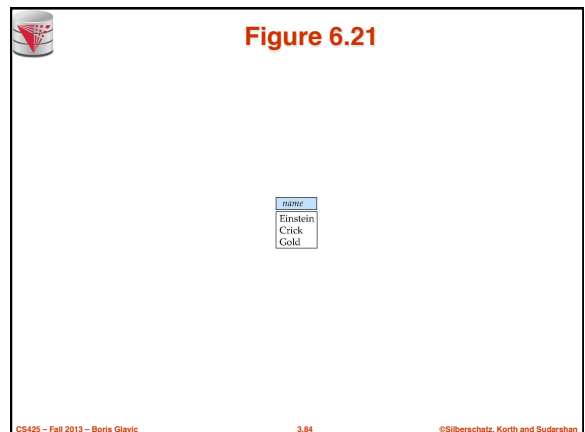 Figure 6.21
name
Einstein
Crick
Gold
CS425 – Fall 2013 – Boris Glavic
3.84
©Silberschatz, Korth and Sudarshan